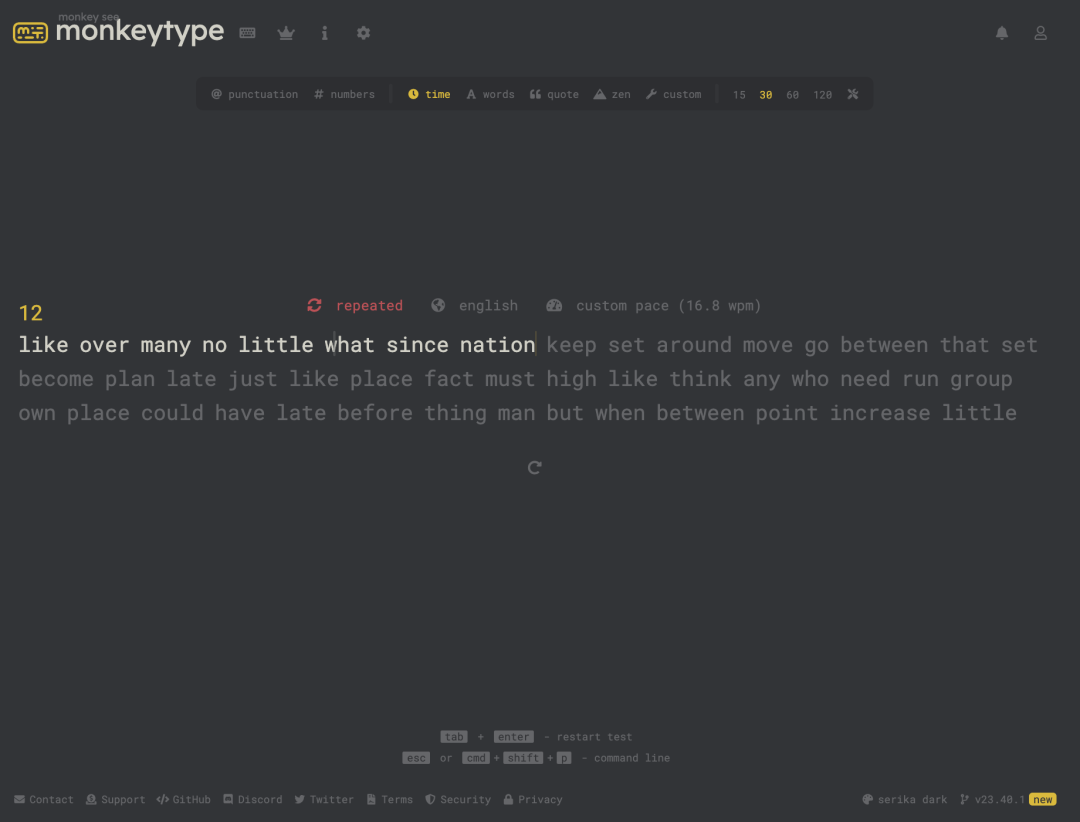 monkey see
monkeytype
@ punctuation # numbers time A words quote zen custom 15 30 60 120
12 repeated english custom pace (16.8 wpm)
like over many no little what since nation keep set around move go between that set
become plan late just like place fact must high like think any who need run group
own place could have late before thing man but when between point increase little
tab + enter - restart test
esc or cmd + shift + p - command line
Contact Support GitHub Discord Twitter Terms Security Privacy serika dark v23.40.1 new